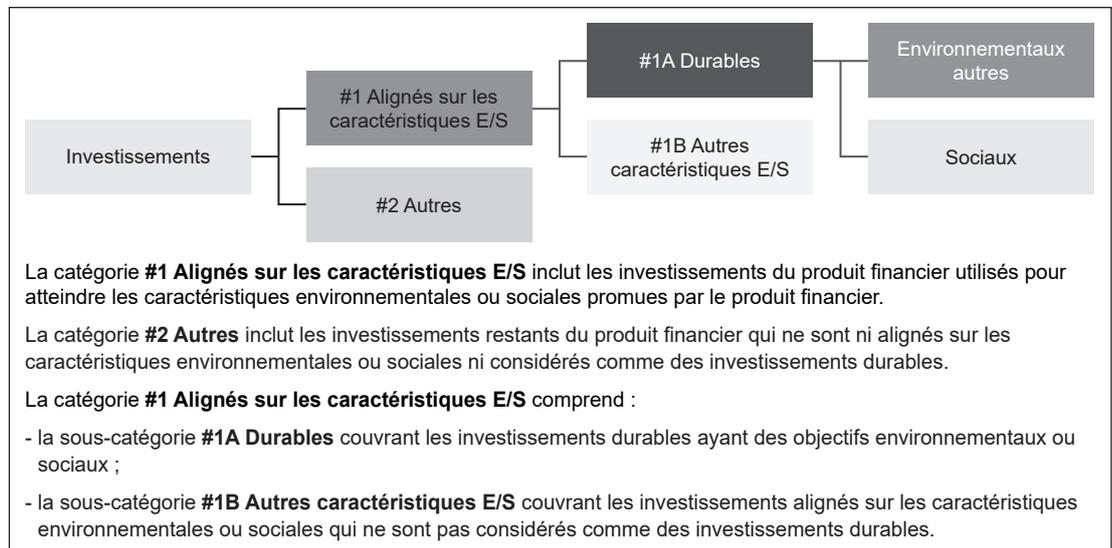 Investissements
#1 Alignés sur les
caractéristiques E/S
#2 Autres
#1A Durables
#1B Autres
caractéristiques E/S
Environnementaux
autres
Sociaux
La catégorie #1 Alignés sur les caractéristiques E/S inclut les investissements du produit financier utilisés pour
atteindre les caractéristiques environnementales ou sociales promues par le produit financier.
La catégorie #2 Autres inclut les investissements restants du produit financier qui ne sont ni alignés sur les
caractéristiques environnementales ou sociales ni considérés comme des investissements durables.
La catégorie #1 Alignés sur les caractéristiques E/S comprend :
- la sous-catégorie #1A Durables couvrant les investissements durables ayant des objectifs environnementaux ou
sociaux ;
- la sous-catégorie #1B Autres caractéristiques E/S couvrant les investissements alignés sur les caractéristiques
environnementales ou sociales qui ne sont pas considérés comme des investissements durables.